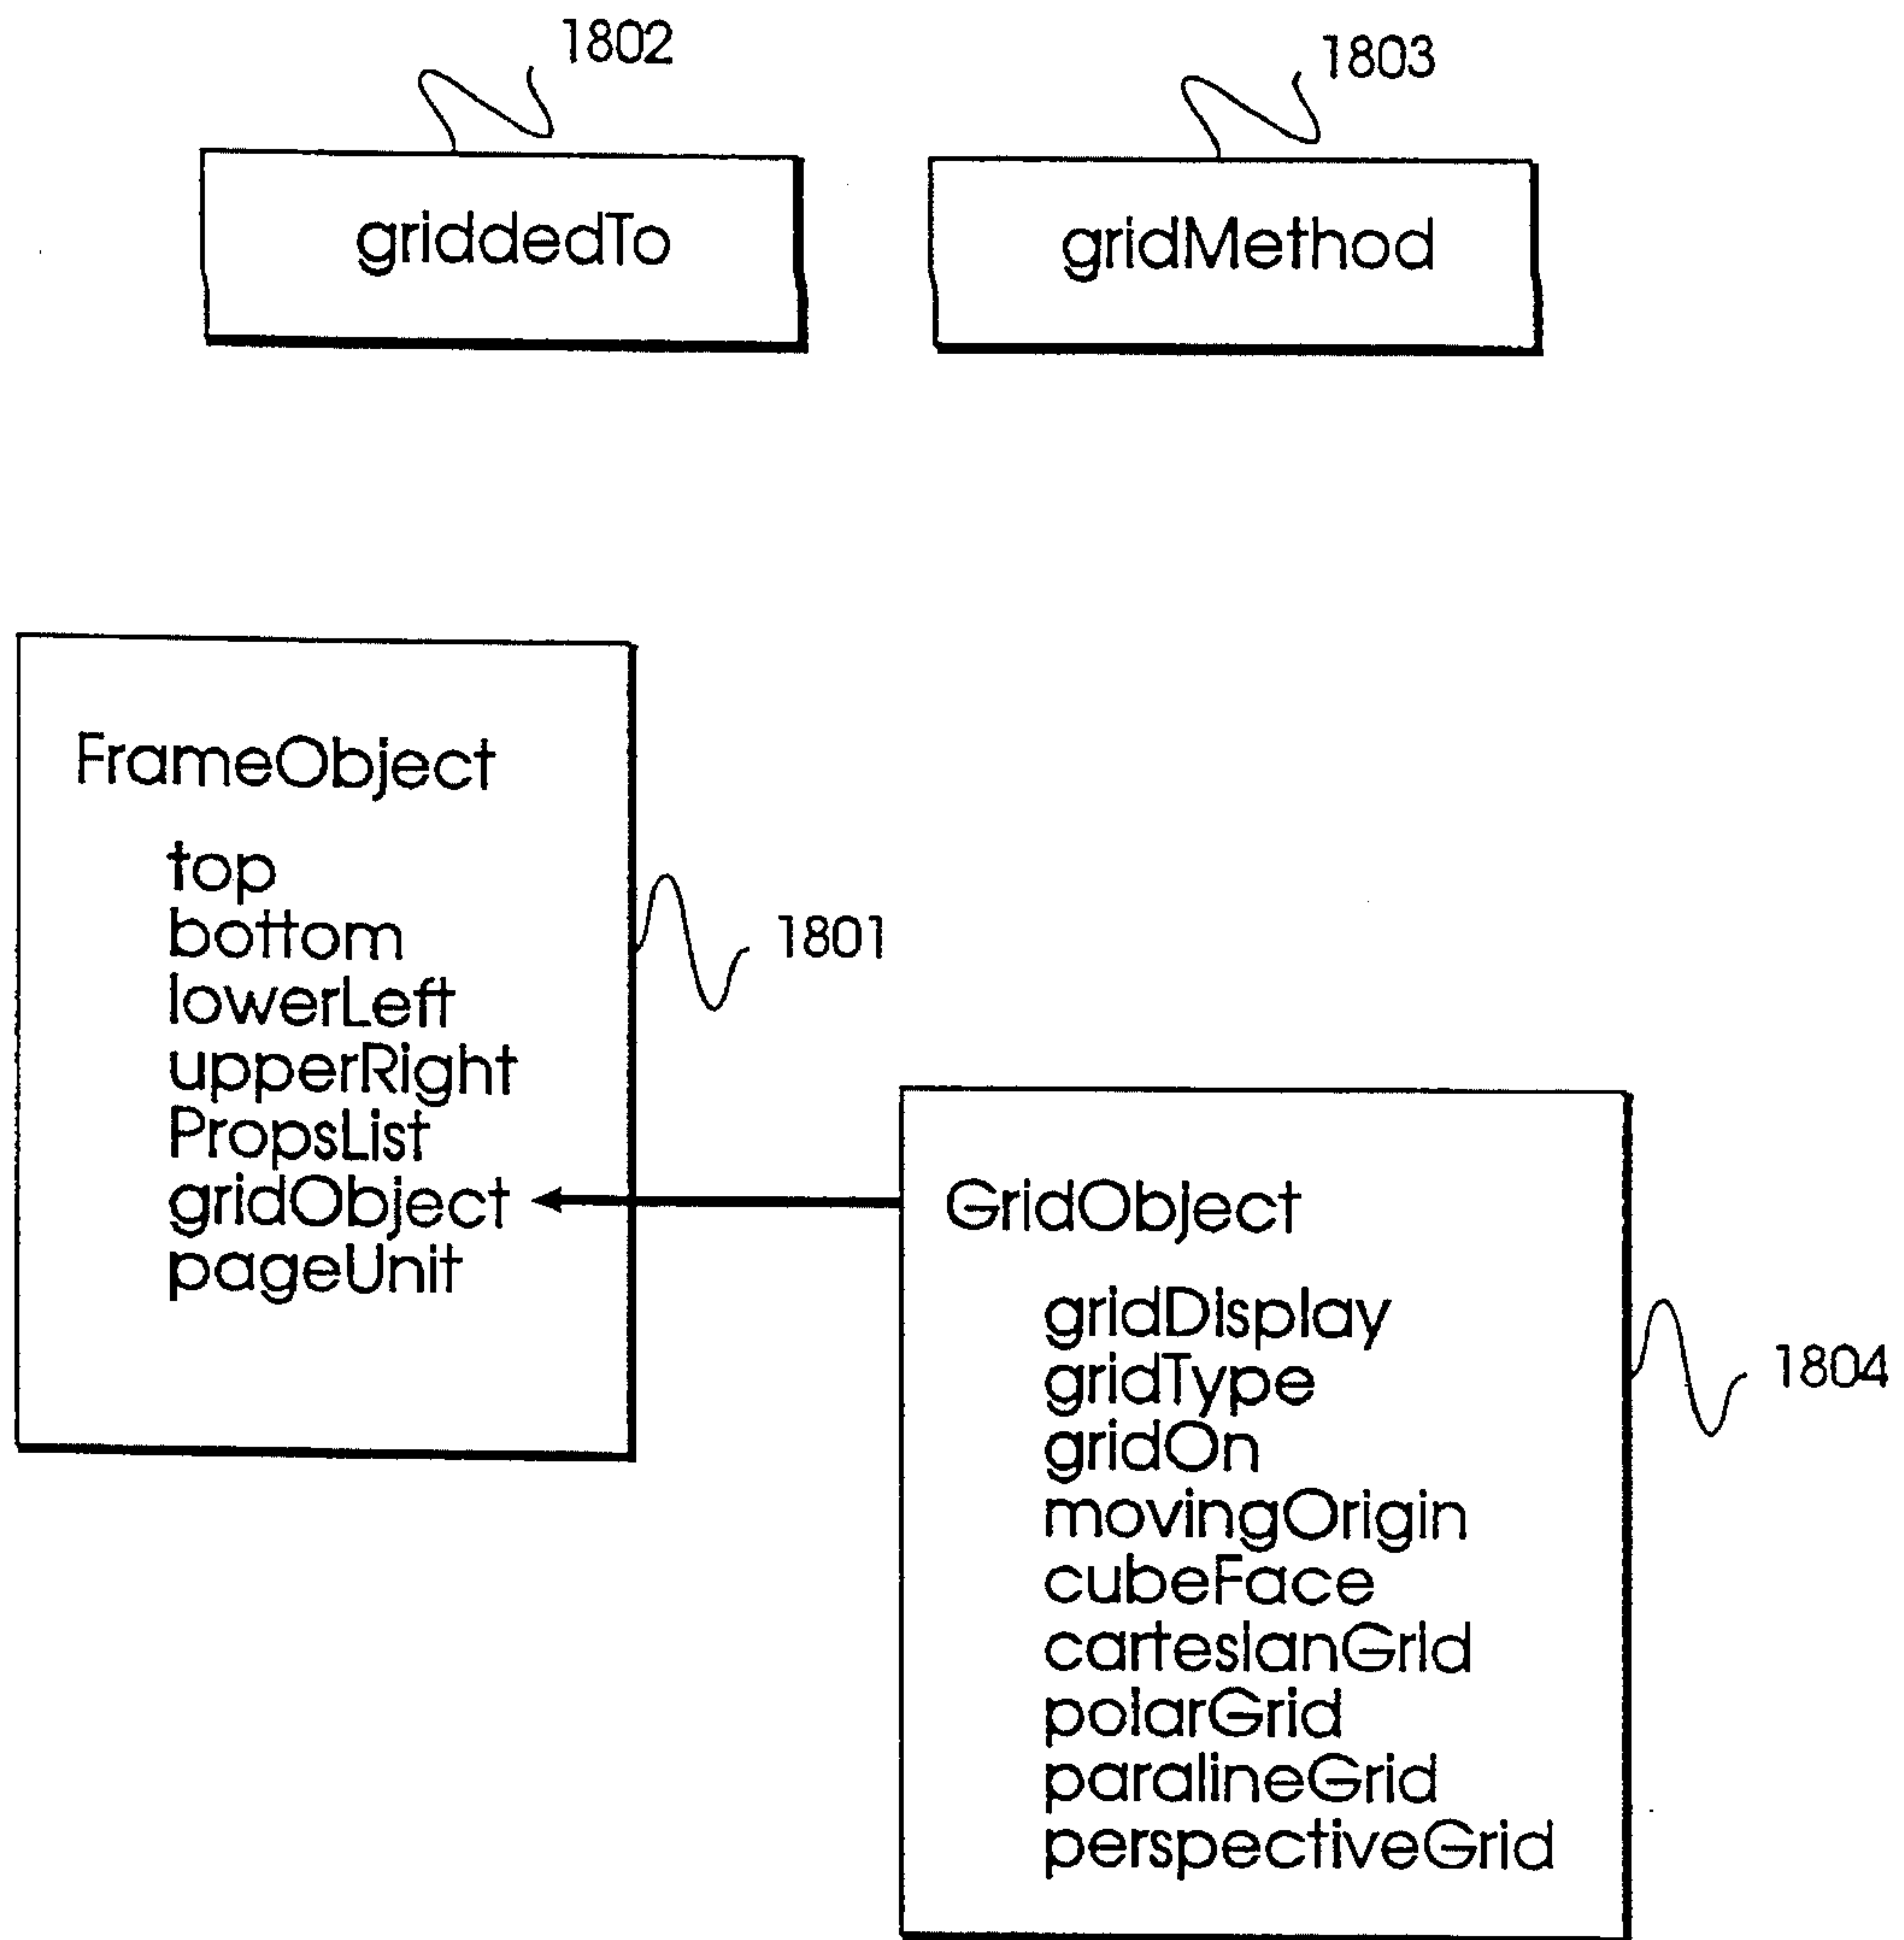 1802
1803
griddedTo
gridMethod
FrameObject
top
bottom
lowerLeft
upperRight
PropsList
gridObject
pageUnit
1801
GridObject
gridDisplay
gridType
gridOn
movingOrigin
cubeFace
cartesianGrid
polarGrid
paralineGrid
perspectiveGrid
1804